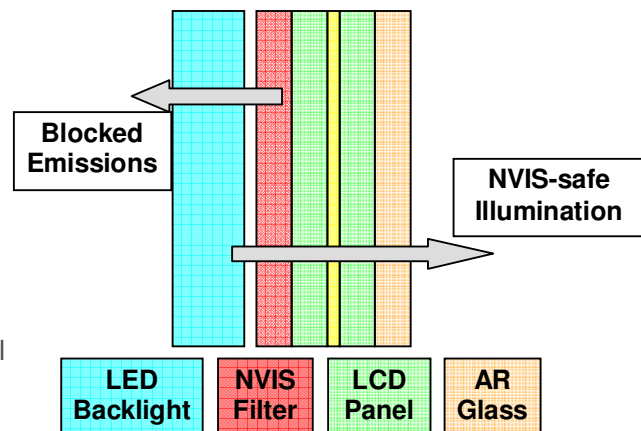 Blocked
Emissions
NVIS-safe
Illumination
LED
Backlight
NVIS
Filter
LCD
Panel
AR
Glass